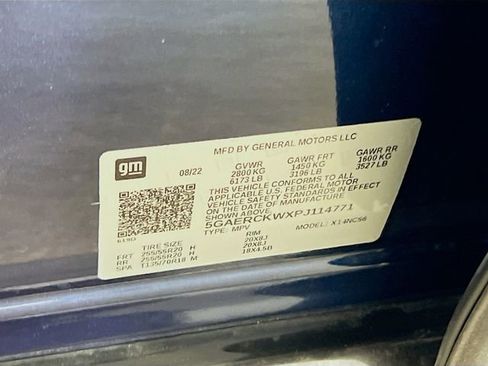 MFD BY GENERAL MOTORS LLC
gm
08/22
GVWR GAWR FRT GAWR RR
2800 KG 1450 KG 1600 KG
6173 LB 3196 LB 3527 LB
THIS VEHICLE CONFORMS TO ALL
APPLICABLE U.S. FEDERAL MOTOR
VEHICLE SAFETY STANDARDS IN EFFECT
ON THE DATE OF MANUFACTURE SHOWN ABOVE
5GAERCKWXPJ114771
TYPE: MPV MODEL: X14NC56
TIRE SIZE RIM
FRT 255/55R20 H 20X8J
RR 255/55R20 H 20X8J
SPA T135/70R18 M 18X4.5B